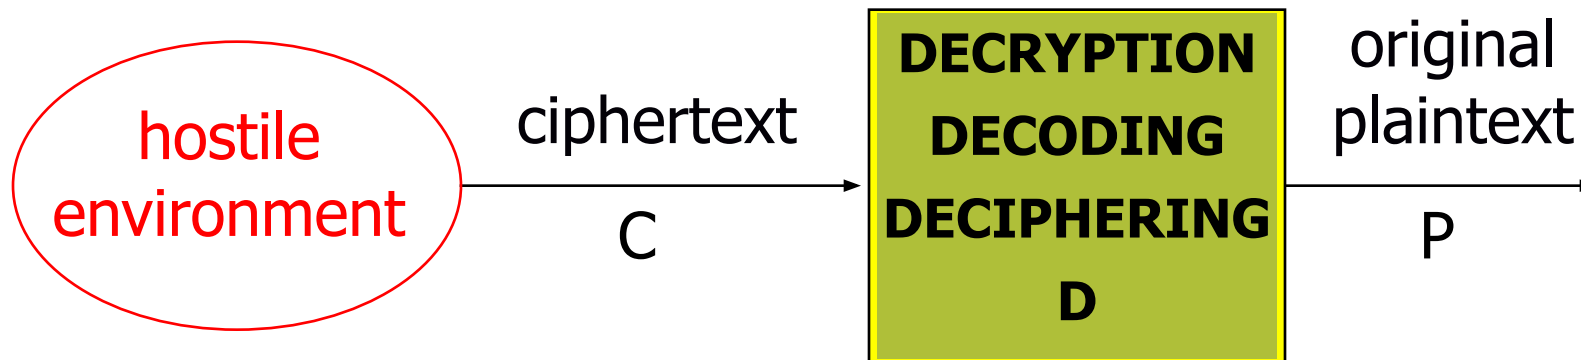 hostile
environment
ciphertext
C
DECRYPTION
DECODING
DECIPHERING
D
original
plaintext
P